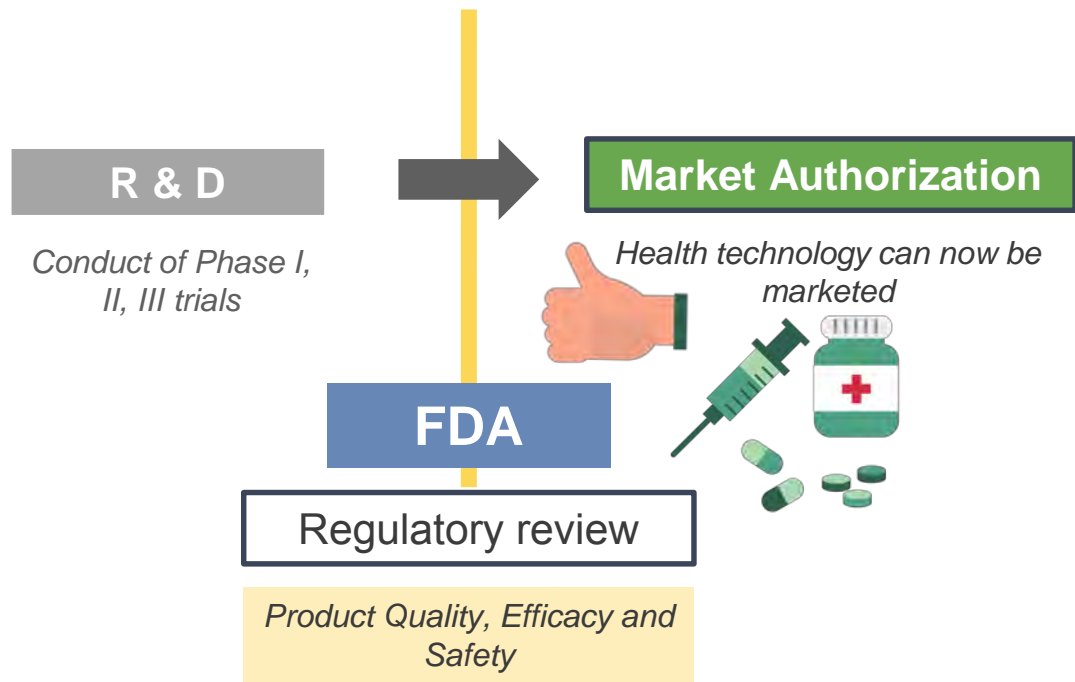 R & D
Conduct of Phase I,
II, III trials
Market Authorization
Health technology can now be
marketed
FDA
Regulatory review
Product Quality, Efficacy and
Safety